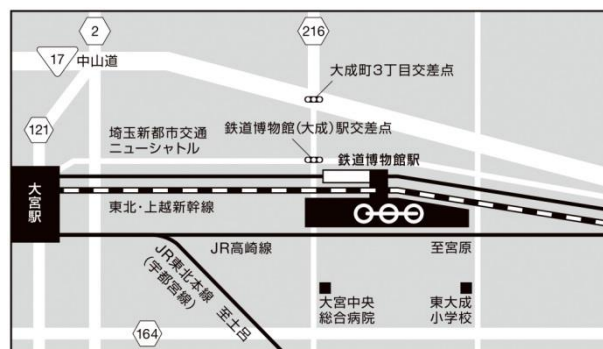 2
216
17
中山道
大成町3丁目交差点
121
埼玉新都市交通
ニューシャトル
鉄道博物館(大成)駅交差点
鉄道博物館駅
大宮駅
東北・上越新幹線
JR高崎線
至宮原
JR東北本線
(宇都宮線)
至土呂
大宮中央
総合病院
東大成
小学校
164